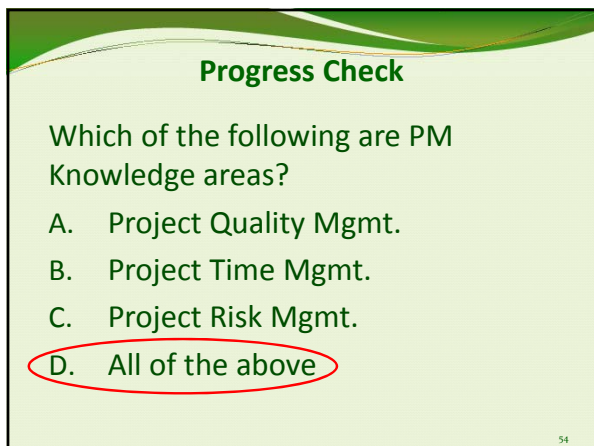 Progress Check
Which of the following are PM
Knowledge areas?
A. Project Quality Mgmt.
B. Project Time Mgmt.
C. Project Risk Mgmt.
D. All of the above
54